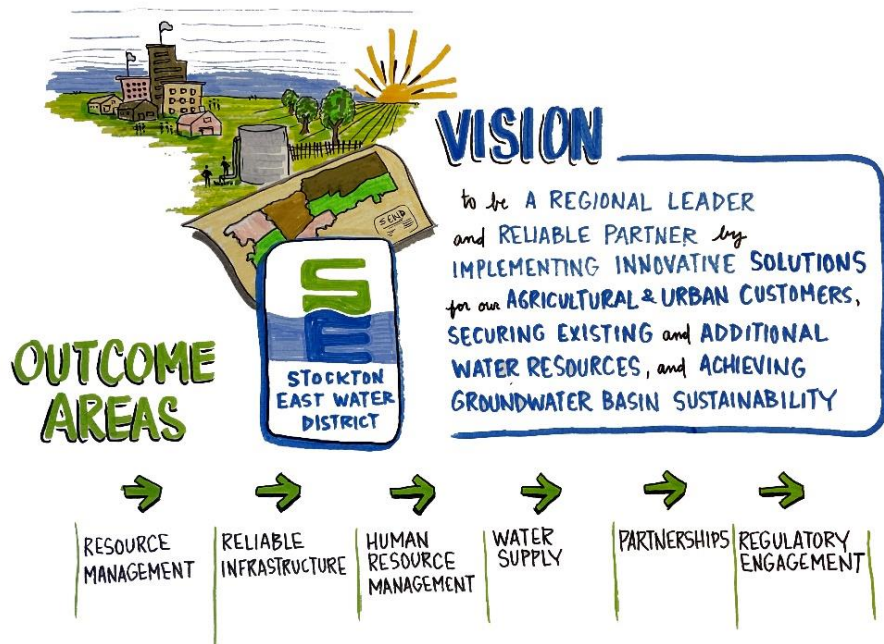 VISION
to be A REGIONAL LEADER
and RELIABLE PARTNER by
IMPLEMENTING INNOVATIVE SOLUTIONS
for our AGRICULTURAL & URBAN CUSTOMERS,
SECURING EXISTING and ADDITIONAL
WATER RESOURCES, and ACHIEVING
GROUNDWATER BASIN SUSTAINABILITY
SEWD
SE
STOCKTON
EAST WATER
DISTRICT
OUTCOME
AREAS
RESOURCE
MANAGEMENT
RELIABLE
INFRASTRUCTURE
HUMAN
RESOURCE
MANAGEMENT
WATER
SUPPLY
PARTNERSHIPS
REGULATORY
ENGAGEMENT